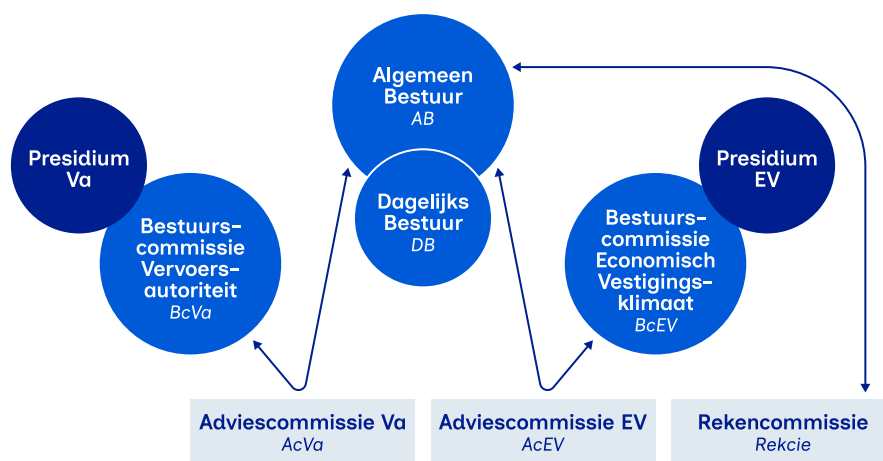 Algemeen
Bestuur
AB
Presidium
Va
Presidium
EV
Dagelijks
Bestuur
DB
Bestuurs–
commissie
Vervoers–
autoriteit
BcVa
Bestuurs–
commissie
Economisch
Vestigings–
klimaat
BcEV
Adviescommissie Va
AcVa
Adviescommissie EV
AcEV
Rekencommissie
Rekcie